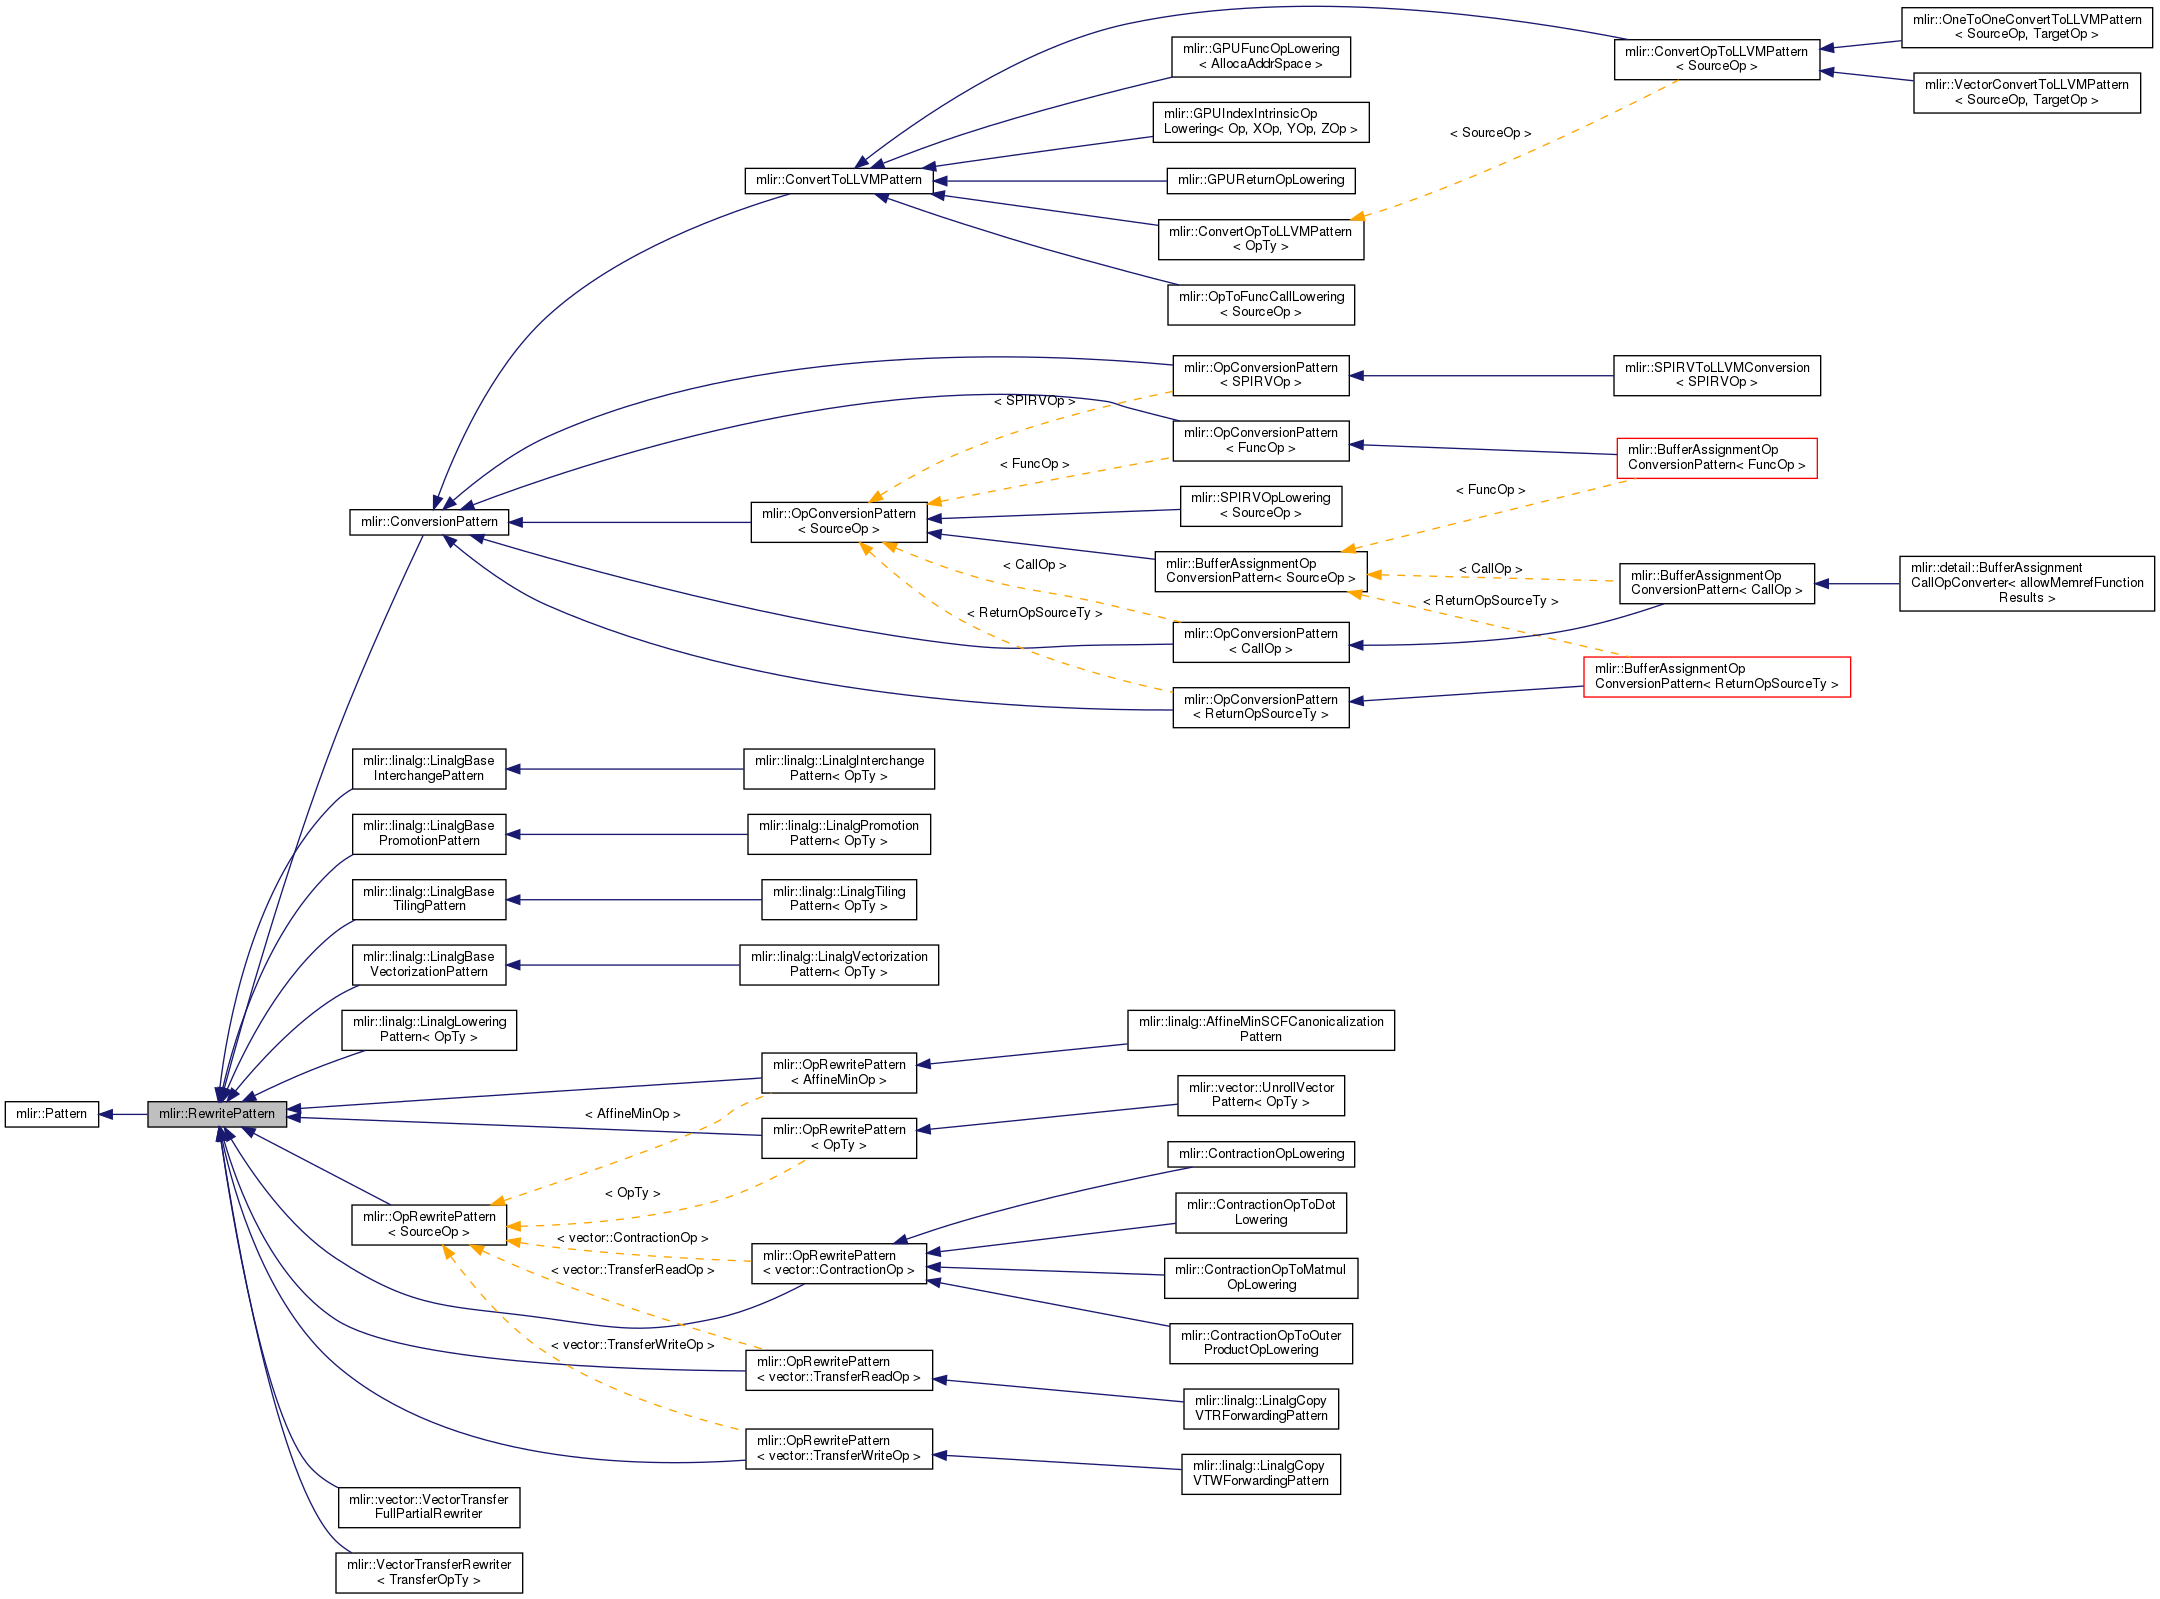 mlir::Pattern
mlir::RewritePattern
mlir::ConversionPattern
mlir::linalg::LinalgBase
InterchangePattern
mlir::linalg::LinalgBase
PromotionPattern
mlir::linalg::LinalgBase
TilingPattern
mlir::linalg::LinalgBase
VectorizationPattern
mlir::linalg::LinalgLowering
Pattern< OpTy >
mlir::OpRewritePattern
< SourceOp >
mlir::vector::VectorTransfer
FullPartialRewriter
mlir::VectorTransferRewriter
< TransferOpTy >
mlir::ConvertToLLVMPattern
mlir::OpConversionPattern
< SourceOp >
mlir::linalg::LinalgInterchange
Pattern< OpTy >
mlir::linalg::LinalgPromotion
Pattern< OpTy >
mlir::linalg::LinalgTiling
Pattern< OpTy >
mlir::linalg::LinalgVectorization
Pattern< OpTy >
mlir::OpRewritePattern
< AffineMinOp >
mlir::OpRewritePattern
< OpTy >
mlir::OpRewritePattern
< vector::ContractionOp >
mlir::OpRewritePattern
< vector::TransferReadOp >
mlir::OpRewritePattern
< vector::TransferWriteOp >
< AffineMinOp >
< OpTy >
< vector::ContractionOp >
< vector::TransferReadOp >
< vector::TransferWriteOp >
mlir::GPUFuncOpLowering
< AllocaAddrSpace >
mlir::GPUIndexIntrinsicOp
Lowering< Op, XOp, YOp, ZOp >
mlir::GPUReturnOpLowering
mlir::ConvertOpToLLVMPattern
< OpTy >
mlir::OpToFuncCallLowering
< SourceOp >
mlir::OpConversionPattern
< SPIRVOp >
mlir::OpConversionPattern
< FuncOp >
mlir::SPIRVOpLowering
< SourceOp >
mlir::BufferAssignmentOp
ConversionPattern< SourceOp >
mlir::OpConversionPattern
< CallOp >
mlir::OpConversionPattern
< ReturnOpSourceTy >
< SPIRVOp >
< FuncOp >
< CallOp >
< ReturnOpSourceTy >
mlir::linalg::AffineMinSCFCanonicalization
Pattern
mlir::vector::UnrollVector
Pattern< OpTy >
mlir::ContractionOpLowering
mlir::ContractionOpToDot
Lowering
mlir::ContractionOpToMatmul
OpLowering
mlir::ContractionOpToOuter
ProductOpLowering
mlir::linalg::LinalgCopy
VTRForwardingPattern
mlir::linalg::LinalgCopy
VTWForwardingPattern
< SourceOp >
< FuncOp >
< CallOp >
< ReturnOpSourceTy >
mlir::ConvertOpToLLVMPattern
< SourceOp >
mlir::SPIRVToLLVMConversion
< SPIRVOp >
mlir::BufferAssignmentOp
ConversionPattern< FuncOp >
mlir::BufferAssignmentOp
ConversionPattern< CallOp >
mlir::BufferAssignmentOp
ConversionPattern< ReturnOpSourceTy >
mlir::OneToOneConvertToLLVMPattern
< SourceOp, TargetOp >
mlir::VectorConvertToLLVMPattern
< SourceOp, TargetOp >
mlir::detail::BufferAssignment
CallOpConverter< allowMemrefFunction
Results >